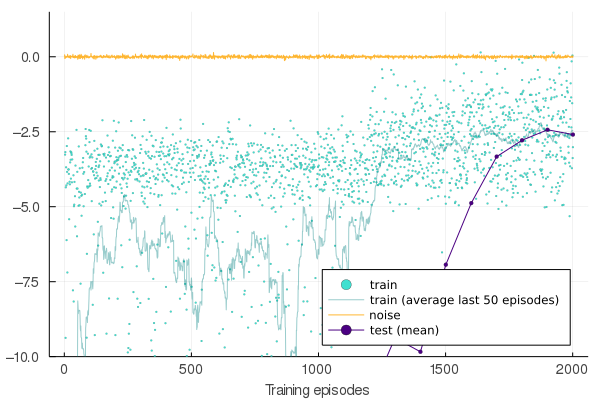 0.0
−2.5
−5.0
−7.5
−10.0
0
500
1000
1500
2000
Training episodes
train
train (average last 50 episodes)
noise
test (mean)